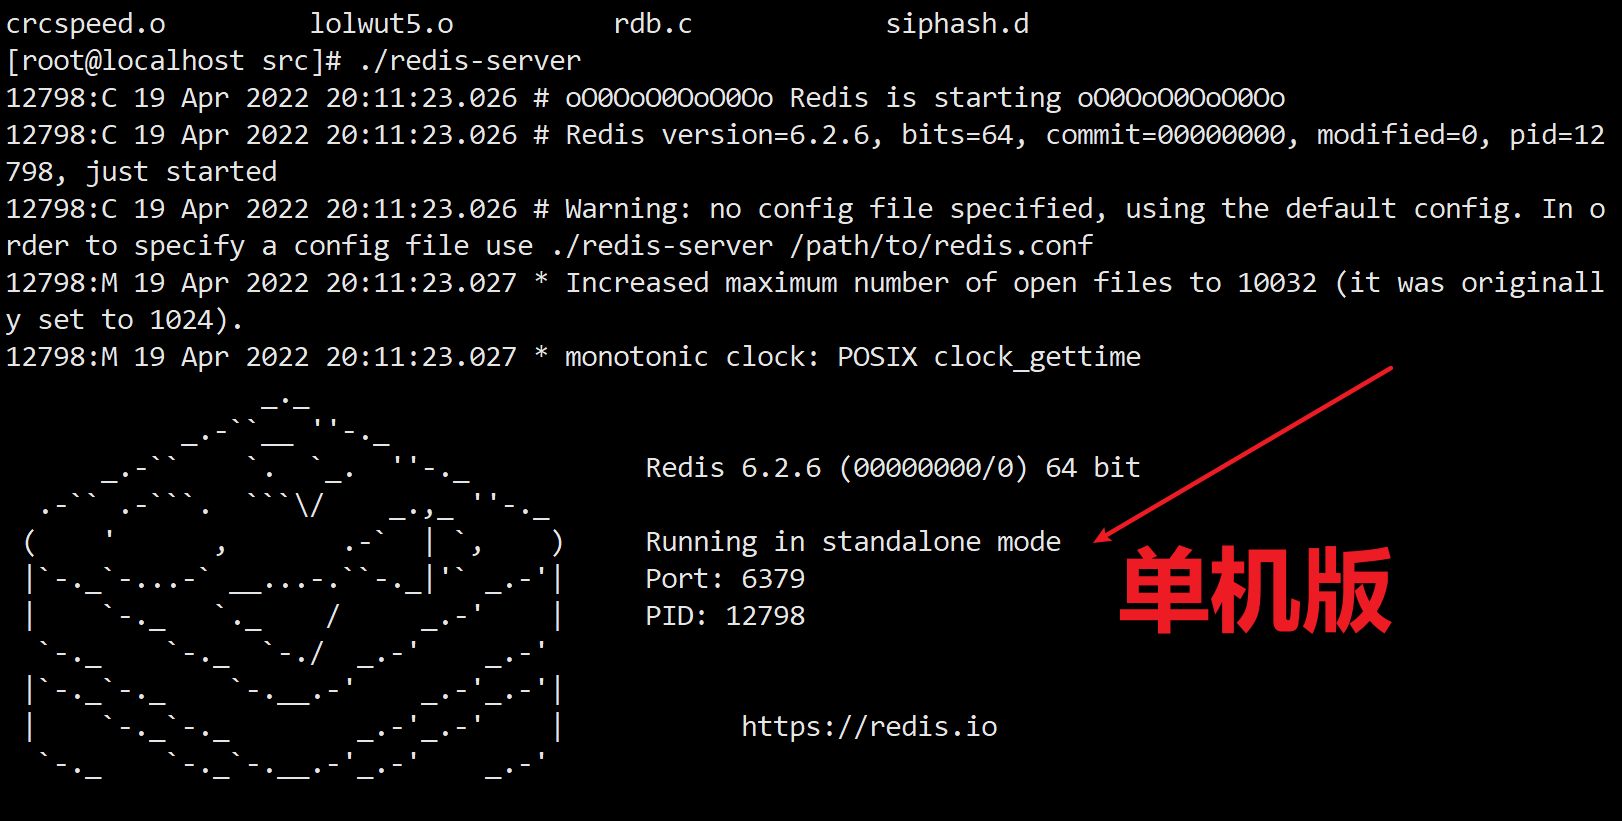 crcspeed.o         lolwut5.o          rdb.c            siphash.d
[root@localhost src]# ./redis-server
12798:C 19 Apr 2022 20:11:23.026 # oO0OoO0OoO0Oo Redis is starting oO0OoO0OoO0Oo
12798:C 19 Apr 2022 20:11:23.026 # Redis version=6.2.6, bits=64, commit=00000000, modified=0, pid=12
798, just started
12798:C 19 Apr 2022 20:11:23.026 # Warning: no config file specified, using the default config. In o
rder to specify a config file use ./redis-server /path/to/redis.conf
12798:M 19 Apr 2022 20:11:23.027 * Increased maximum number of open files to 10032 (it was originall
y set to 1024).
12798:M 19 Apr 2022 20:11:23.027 * monotonic clock: POSIX clock_gettime
Redis 6.2.6 (00000000/0) 64 bit
Running in standalone mode
单机版
Port: 6379
PID: 12798
https://redis.io